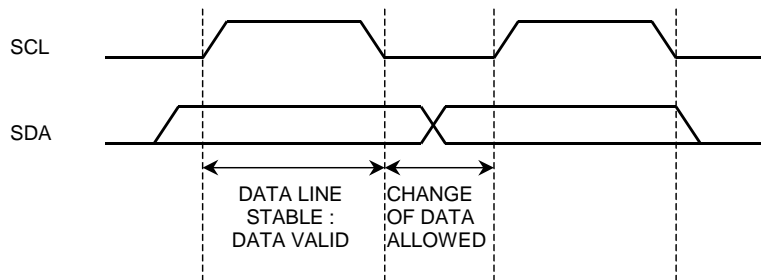 SCL
SDA
DATA LINE
STABLE :
DATA VALID
CHANGE
OF DATA
ALLOWED